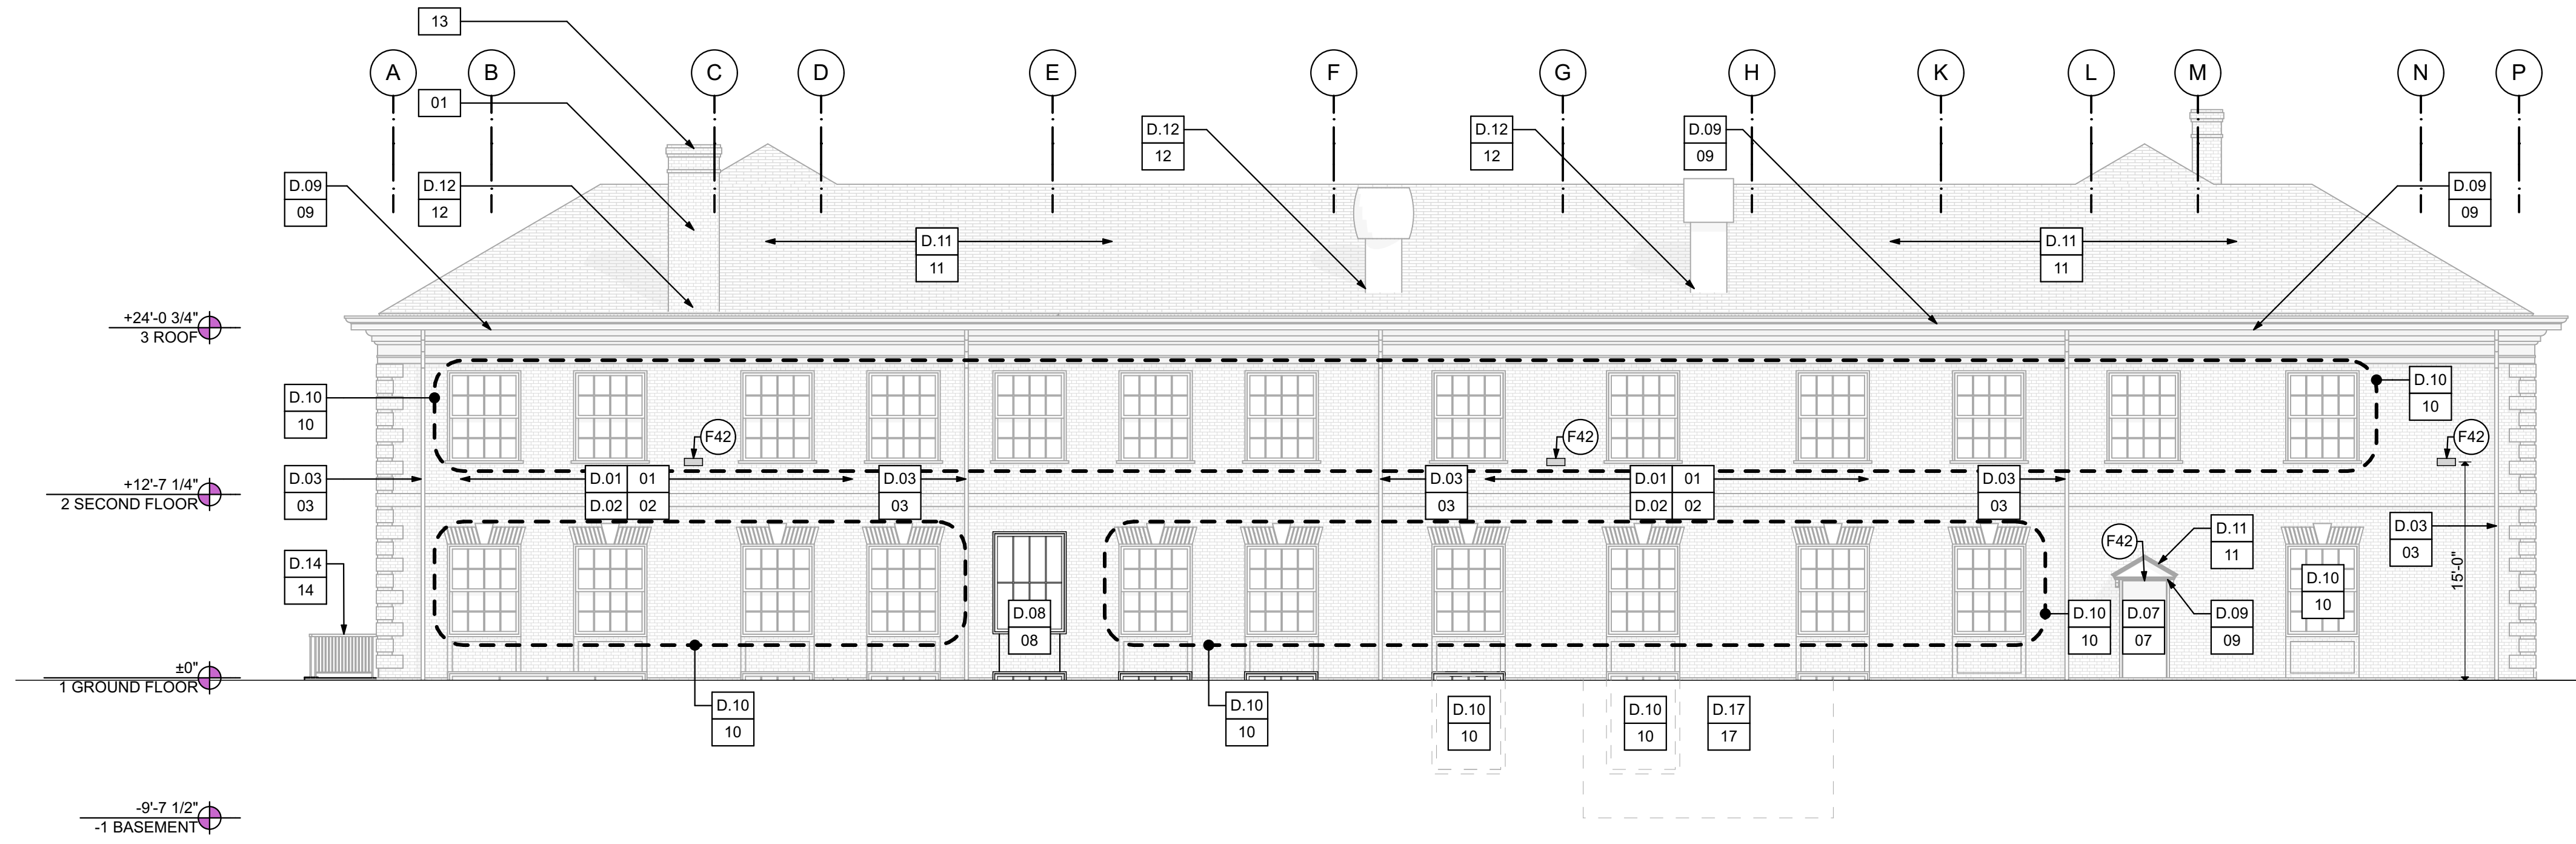 13
A B C D E F G H K L M N P
01
D.12
12
D.12
12
D.09
09
D.09
09
D.12
12
D.09
09
D.11
11
D.11
11
+24'-0 3/4"
3 ROOF
D.10
10
D.10
10
F42
F42
F42
D.03
03
D.01 01
D.02 02
D.03
03
D.03
03
D.01 01
D.02 02
D.03
03
+12'-7 1/4"
2 SECOND FLOOR
D.14
14
F42
D.11
11
D.03
03
15'-0"
D.08
08
D.10
10
D.07
07
D.09
09
D.10
10
±0"
1 GROUND FLOOR
D.10
10
D.10
10
D.10
10
D.10
10
D.17
17
-9'-7 1/2"
-1 BASEMENT